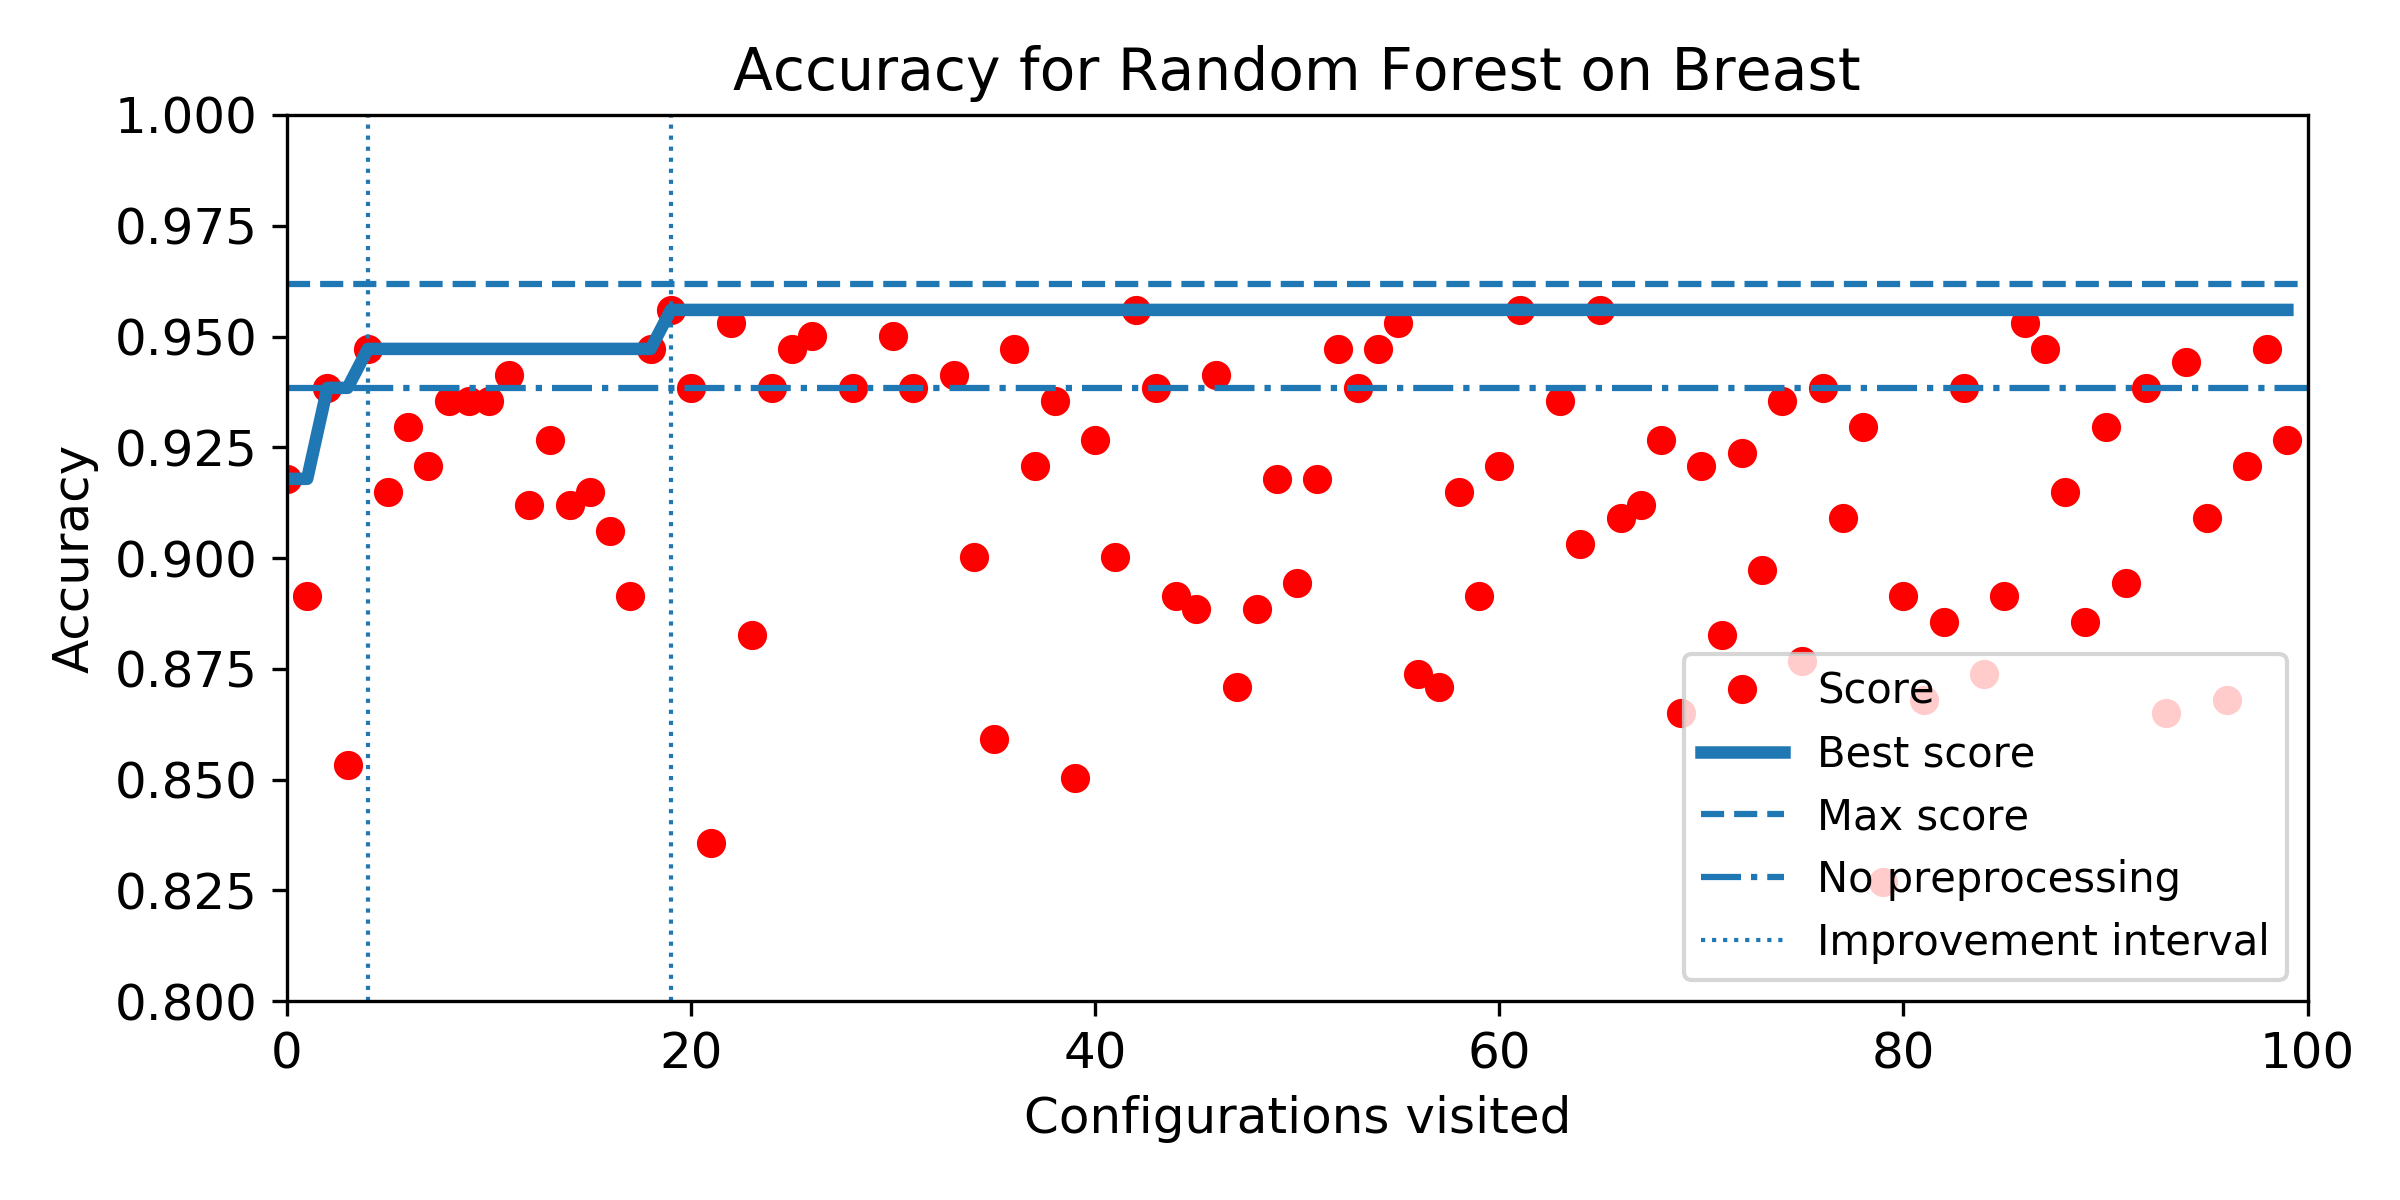 Accuracy for Random Forest on Breast
1.000
0.975
0.950
0.925
0.900
0.875
0.850
0.825
0.800
Accuracy
0 20 40 60 80 100
Configurations visited
Score
Best score
Max score
No preprocessing
Improvement interval